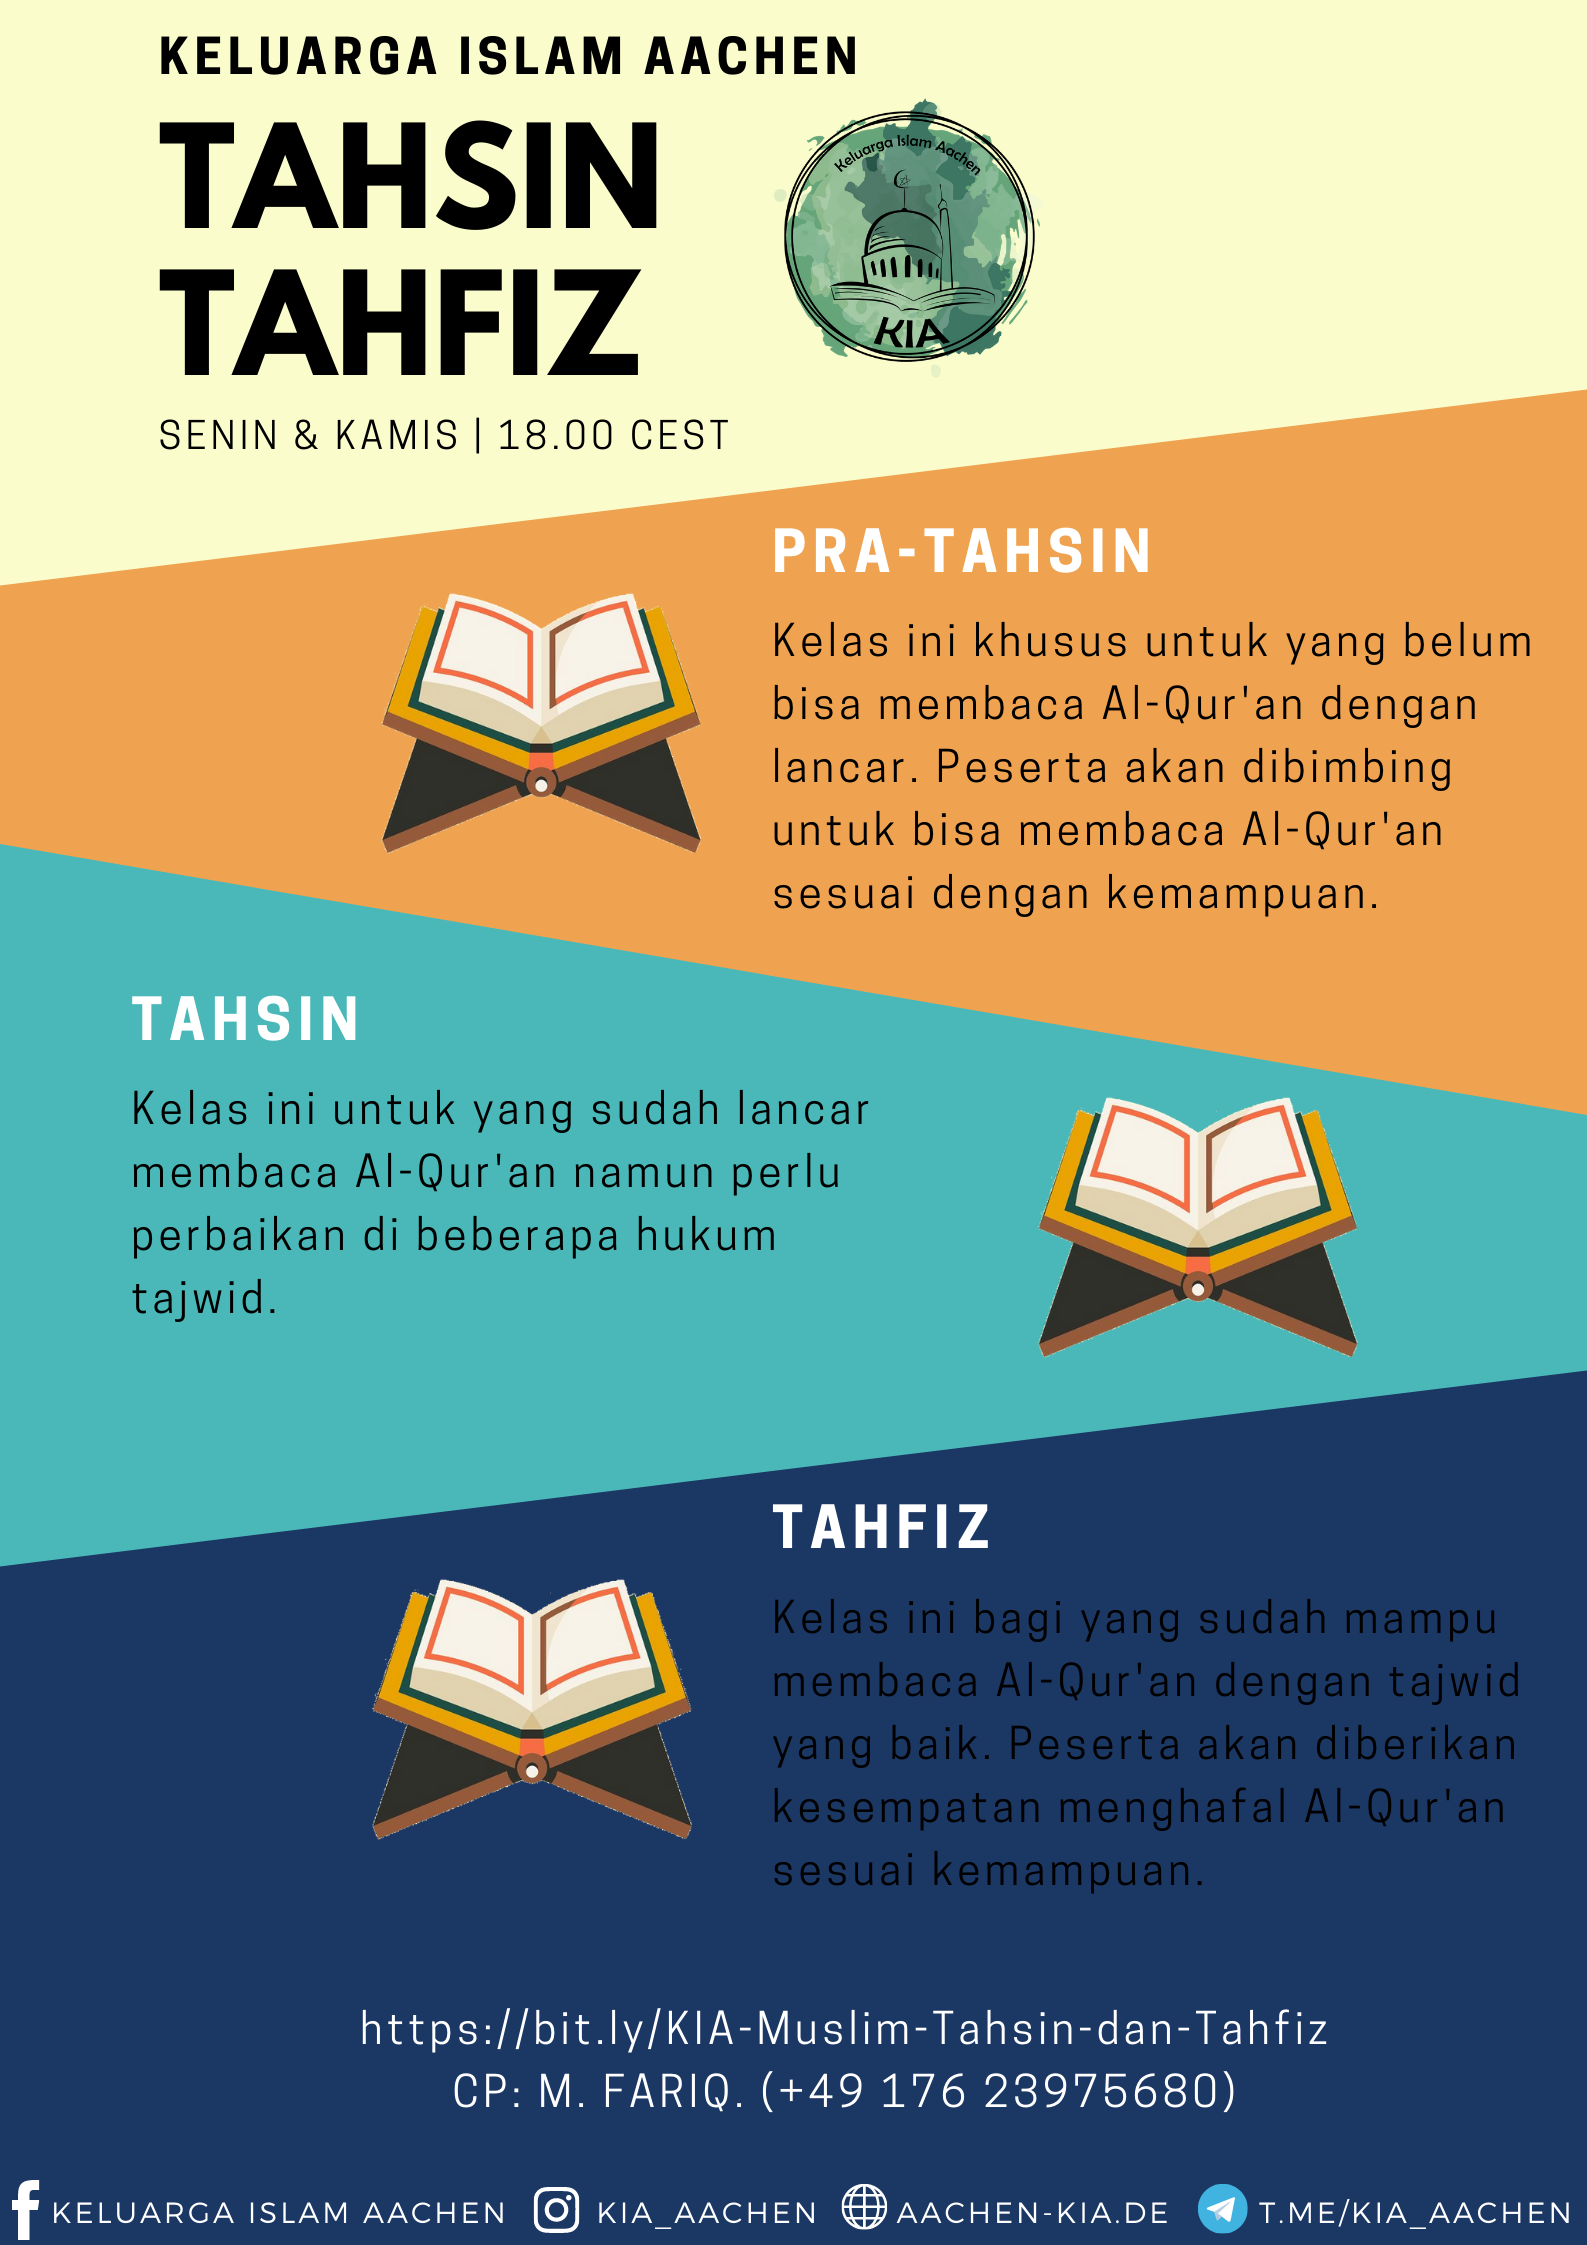 KELUARGA ISLAM AACHEN
TAHSIN
TAHFIZ
Keluarga Islam Aachen
KIA
SENIN & KAMIS | 18.00 CEST
PRA-TAHSIN
Kelas ini khusus untuk yang belum
bisa membaca Al-Qur'an dengan
lancar. Peserta akan dibimbing
untuk bisa membaca Al-Qur'an
sesuai dengan kemampuan.
TAHSIN
Kelas ini untuk yang sudah lancar
membaca Al-Qur'an namun perlu
perbaikan di beberapa hukum
tajwid.
TAHFIZ
Kelas ini bagi yang sudah mampu
membaca Al-Qur'an dengan tajwid
yang baik. Peserta akan diberikan
kesempatan menghafal Al-Qur'an
sesuai kemampuan.
https://bit.ly/KIA-Muslim-Tahsin-dan-Tahfiz
CP: M. FARIQ. (+49 176 23975680)
KELUARGA ISLAM AACHEN KIA_AACHEN AACHEN-KIA.DE T.ME/KIA_AACHEN